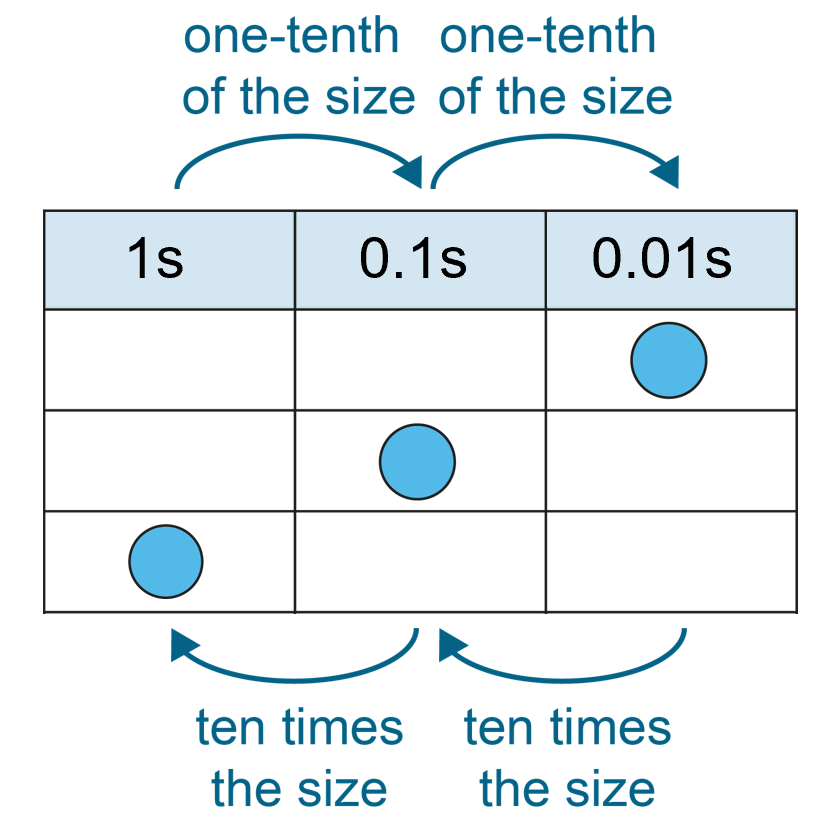 one-tenth one-tenth
of the size of the size
1s 0.1s 0.01s
ten times ten times
the size the size